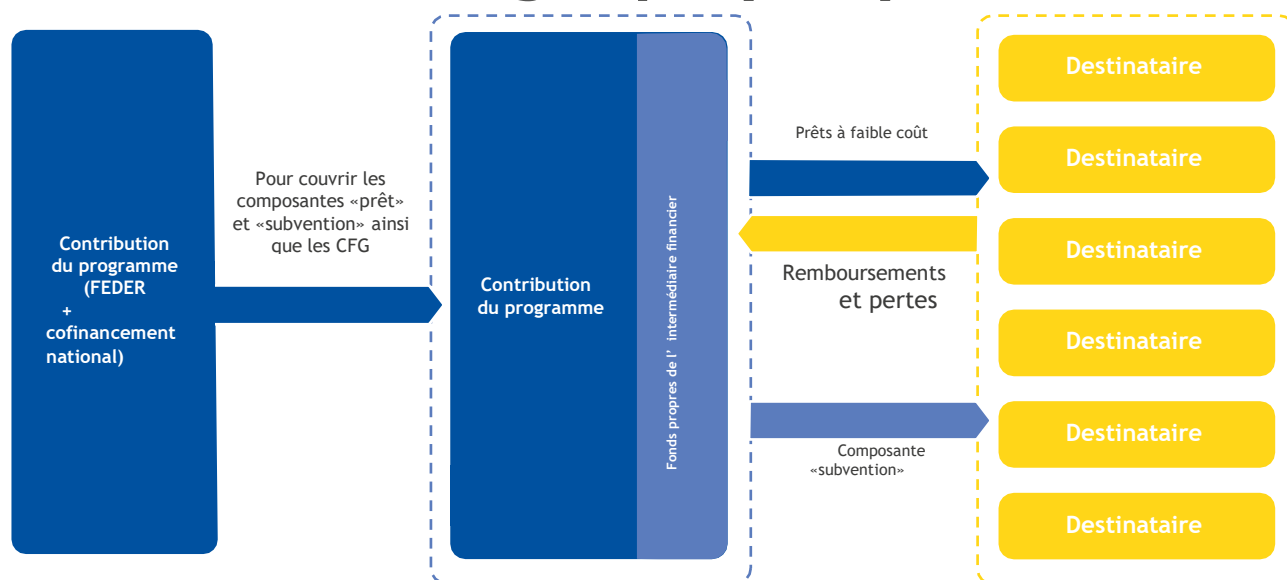 Contribution
du programme
(FEDER
+
cofinancement
national)
Pour couvrir les
composantes «prêt»
et «subvention» ainsi
que les CFG
Contribution
du programme
Fonds propres de l’ intermédiaire financier
Prêts à faible coût
Remboursements
et pertes
Composante
«subvention»
Destinataire
Destinataire
Destinataire
Destinataire
Destinataire
Destinataire